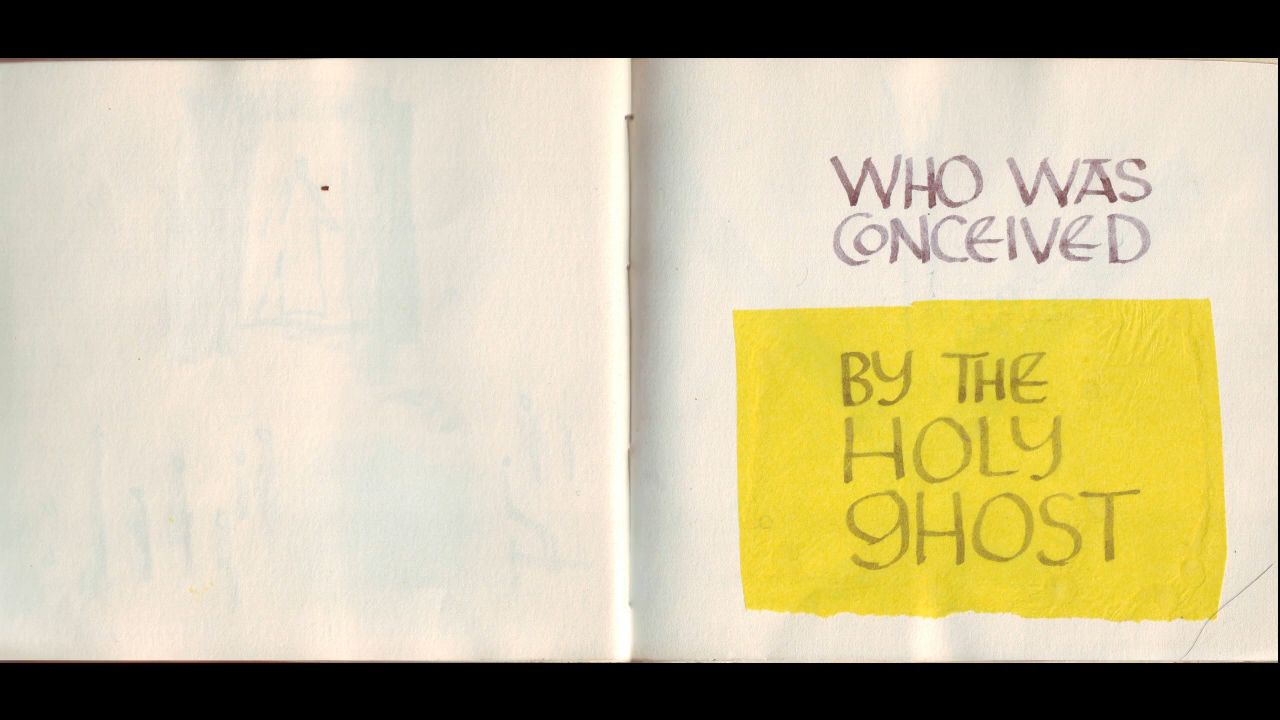 WHO WAS
CONCEIVED
BY THE
HOLY
GHOST